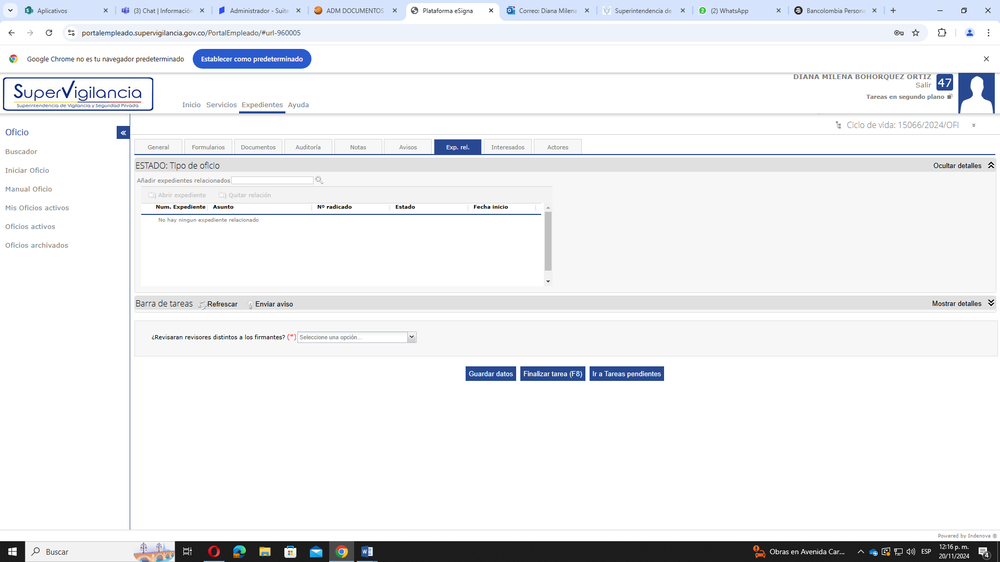 Aplicativos
(3) Chat | Información
Administrador - Suite
ADM DOCUMENTOS
Plataforma eSigna
Correo: Diana Milena
Superintendencia de
(2) WhatsApp
Bancolombia Persona
portalempleado.supervigilancia.gov.co/PortalEmpleado/#url-960005
Google Chrome no es tu navegador predeterminado
Establecer como predeterminado
SuperVigilancia
Superintendencia de Vigilancia y Seguridad Privada
Inicio Servicios Expedientes Ayuda
DIANA MILENA BOHORQUEZ ORTIZ
Salir
47
Tareas en segundo plano
Ciclo de vida: 15066/2024/OFI
Oficio
«
Buscador
Iniciar Oficio
Manual Oficio
Mis Oficios activos
Oficios activos
Oficios archivados
General Formularios Documentos Auditoría Notas Avisos Exp. rel. Interesados Actores
ESTADO: Tipo de oficio
Ocultar detalles
Añadir expedientes relacionados
Abrir expediente Quitar relación
Num. Expediente Asunto Nº radicado Estado Fecha inicio
No hay ningun expediente relacionado
Barra de tareas Refrescar Enviar aviso
Mostrar detalles
¿Revisaran revisores distintos a los firmantes? (*) Seleccione una opción...
Guardar datos Finalizar tarea (F8) Ir a Tareas pendientes
Powered by Indenova ®
Buscar
Obras en Avenida Car...
ESP
12:16 p. m.
20/11/2024
4